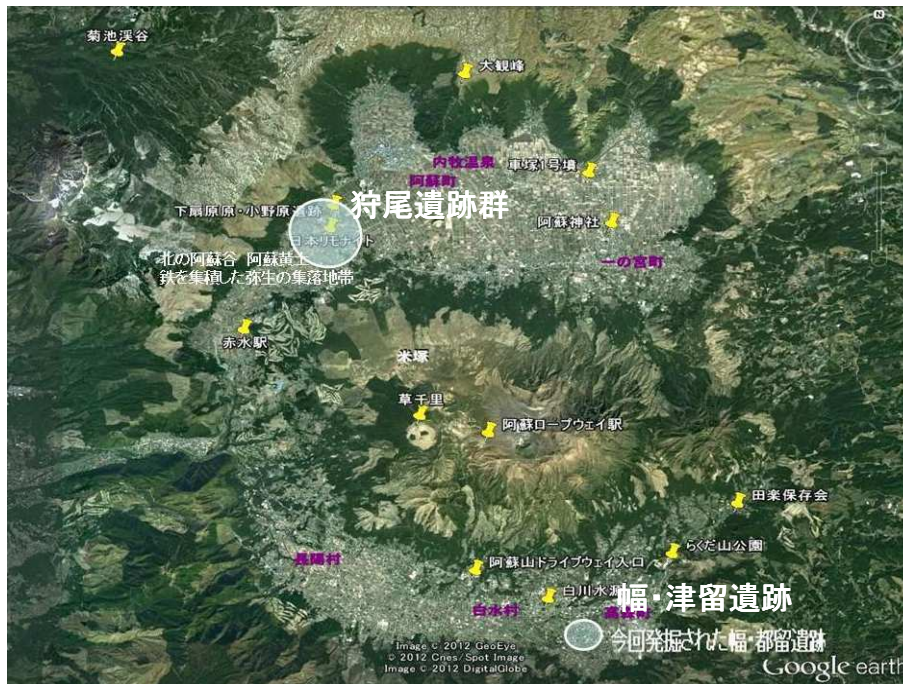 菊池渓谷
大観峰
内牧温泉
車塚1号墳
阿蘇町
狩尾遺跡群
下扇原原・小野原遺跡
阿蘇神社
日本リモナイト
一の宮町
北の阿蘇谷 阿蘇黄土
鉄を集積した弥生の集落地帯
赤水駅
米塚
草千里
阿蘇ロープウェイ駅
田楽保存会
らくだ山公園
長陽村
阿蘇山ドライブウェイ入口
白川水源
幅・津留遺跡
白水村
高森町
今回発掘された幅・都留遺跡
Image © 2012 GeoEye
© 2012 Cnes/Spot Image
Image © 2012 DigitalGlobe
Google earth
N